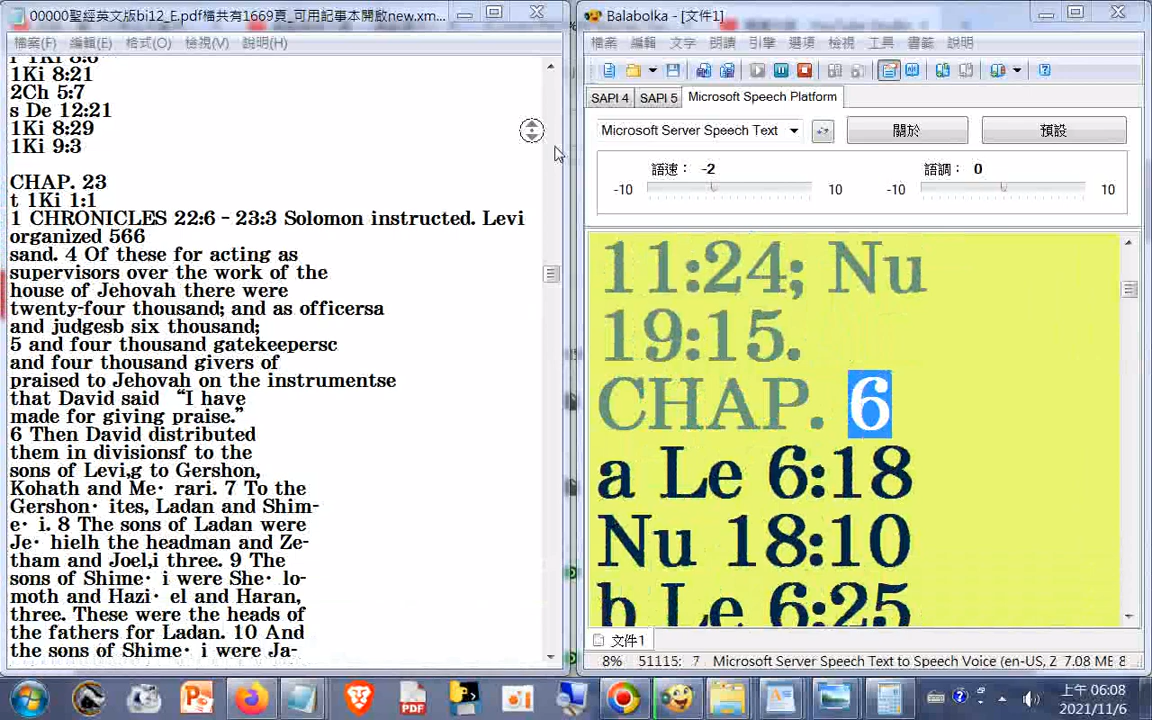 00000聖經英文版bi12_E.pdf檔共有1669頁_可用記事本開啟new.xm...
檔案(F) 編輯(E) 格式(O) 檢視(V) 說明(H)
1Ki 8:21
2Ch 5:7
s De 12:21
1Ki 8:29
1Ki 9:3
CHAP. 23
t 1Ki 1:1
1 CHRONICLES 22:6–23:3 Solomon instructed. Levi
organized 566
sand. 4 Of these for acting as
supervisors over the work of the
house of Jehovah there were
twenty-four thousand; and as officersa
and judgesb six thousand;
5 and four thousand gatekeepersc
and four thousand givers of
praised to Jehovah on the instrumentse
that David said “I have
made for giving praise.”
6 Then David distributed
them in divisionsf to the
sons of Levi,g to Gershon,
Kohath and Me· rari. 7 To the
Gershon· ites, Ladan and Shim-
e· i. 8 The sons of Ladan were
Je· hielh the headman and Ze-
tham and Joel,i three. 9 The
sons of Shime· i were She· lo-
moth and Hazi· el and Haran,
three. These were the heads of
the fathers for Ladan. 10 And
the sons of Shime· i were Ja-
Balabolka - [文件1]
檔案 編輯 文字 朗讀 引擎 選項 檢視 工具 書籤 說明
SAPI 4 SAPI 5 Microsoft Speech Platform
Microsoft Server Speech Text 關於 預設
語速： -2 語調： 0
-10 10 -10 10
11:24; Nu
19:15.
CHAP. 6
a Le 6:18
Nu 18:10
b Le 6:25
文件1
8% 51115: 7 Microsoft Server Speech Text to Speech Voice (en-US, Z 7.08 MB 8
上午 06:08
2021/11/6